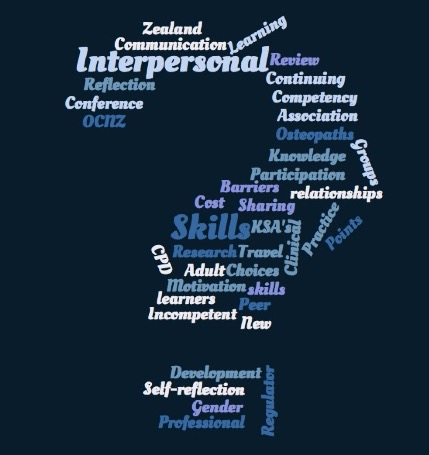 Zealand
Communication Learning
Interpersonal Review
Reflection Continuing
Conference Competency
OCNZ Association
Osteopaths
Knowledge Groups
Participation
Barriers relationships
Cost Sharing
Skills KSA's Clinical Practice Points
Research Travel
CPD Adult Choices
Motivation skills
learners Peer
Incompetent
New
Development
Self-reflection Regulator
Gender
Professional